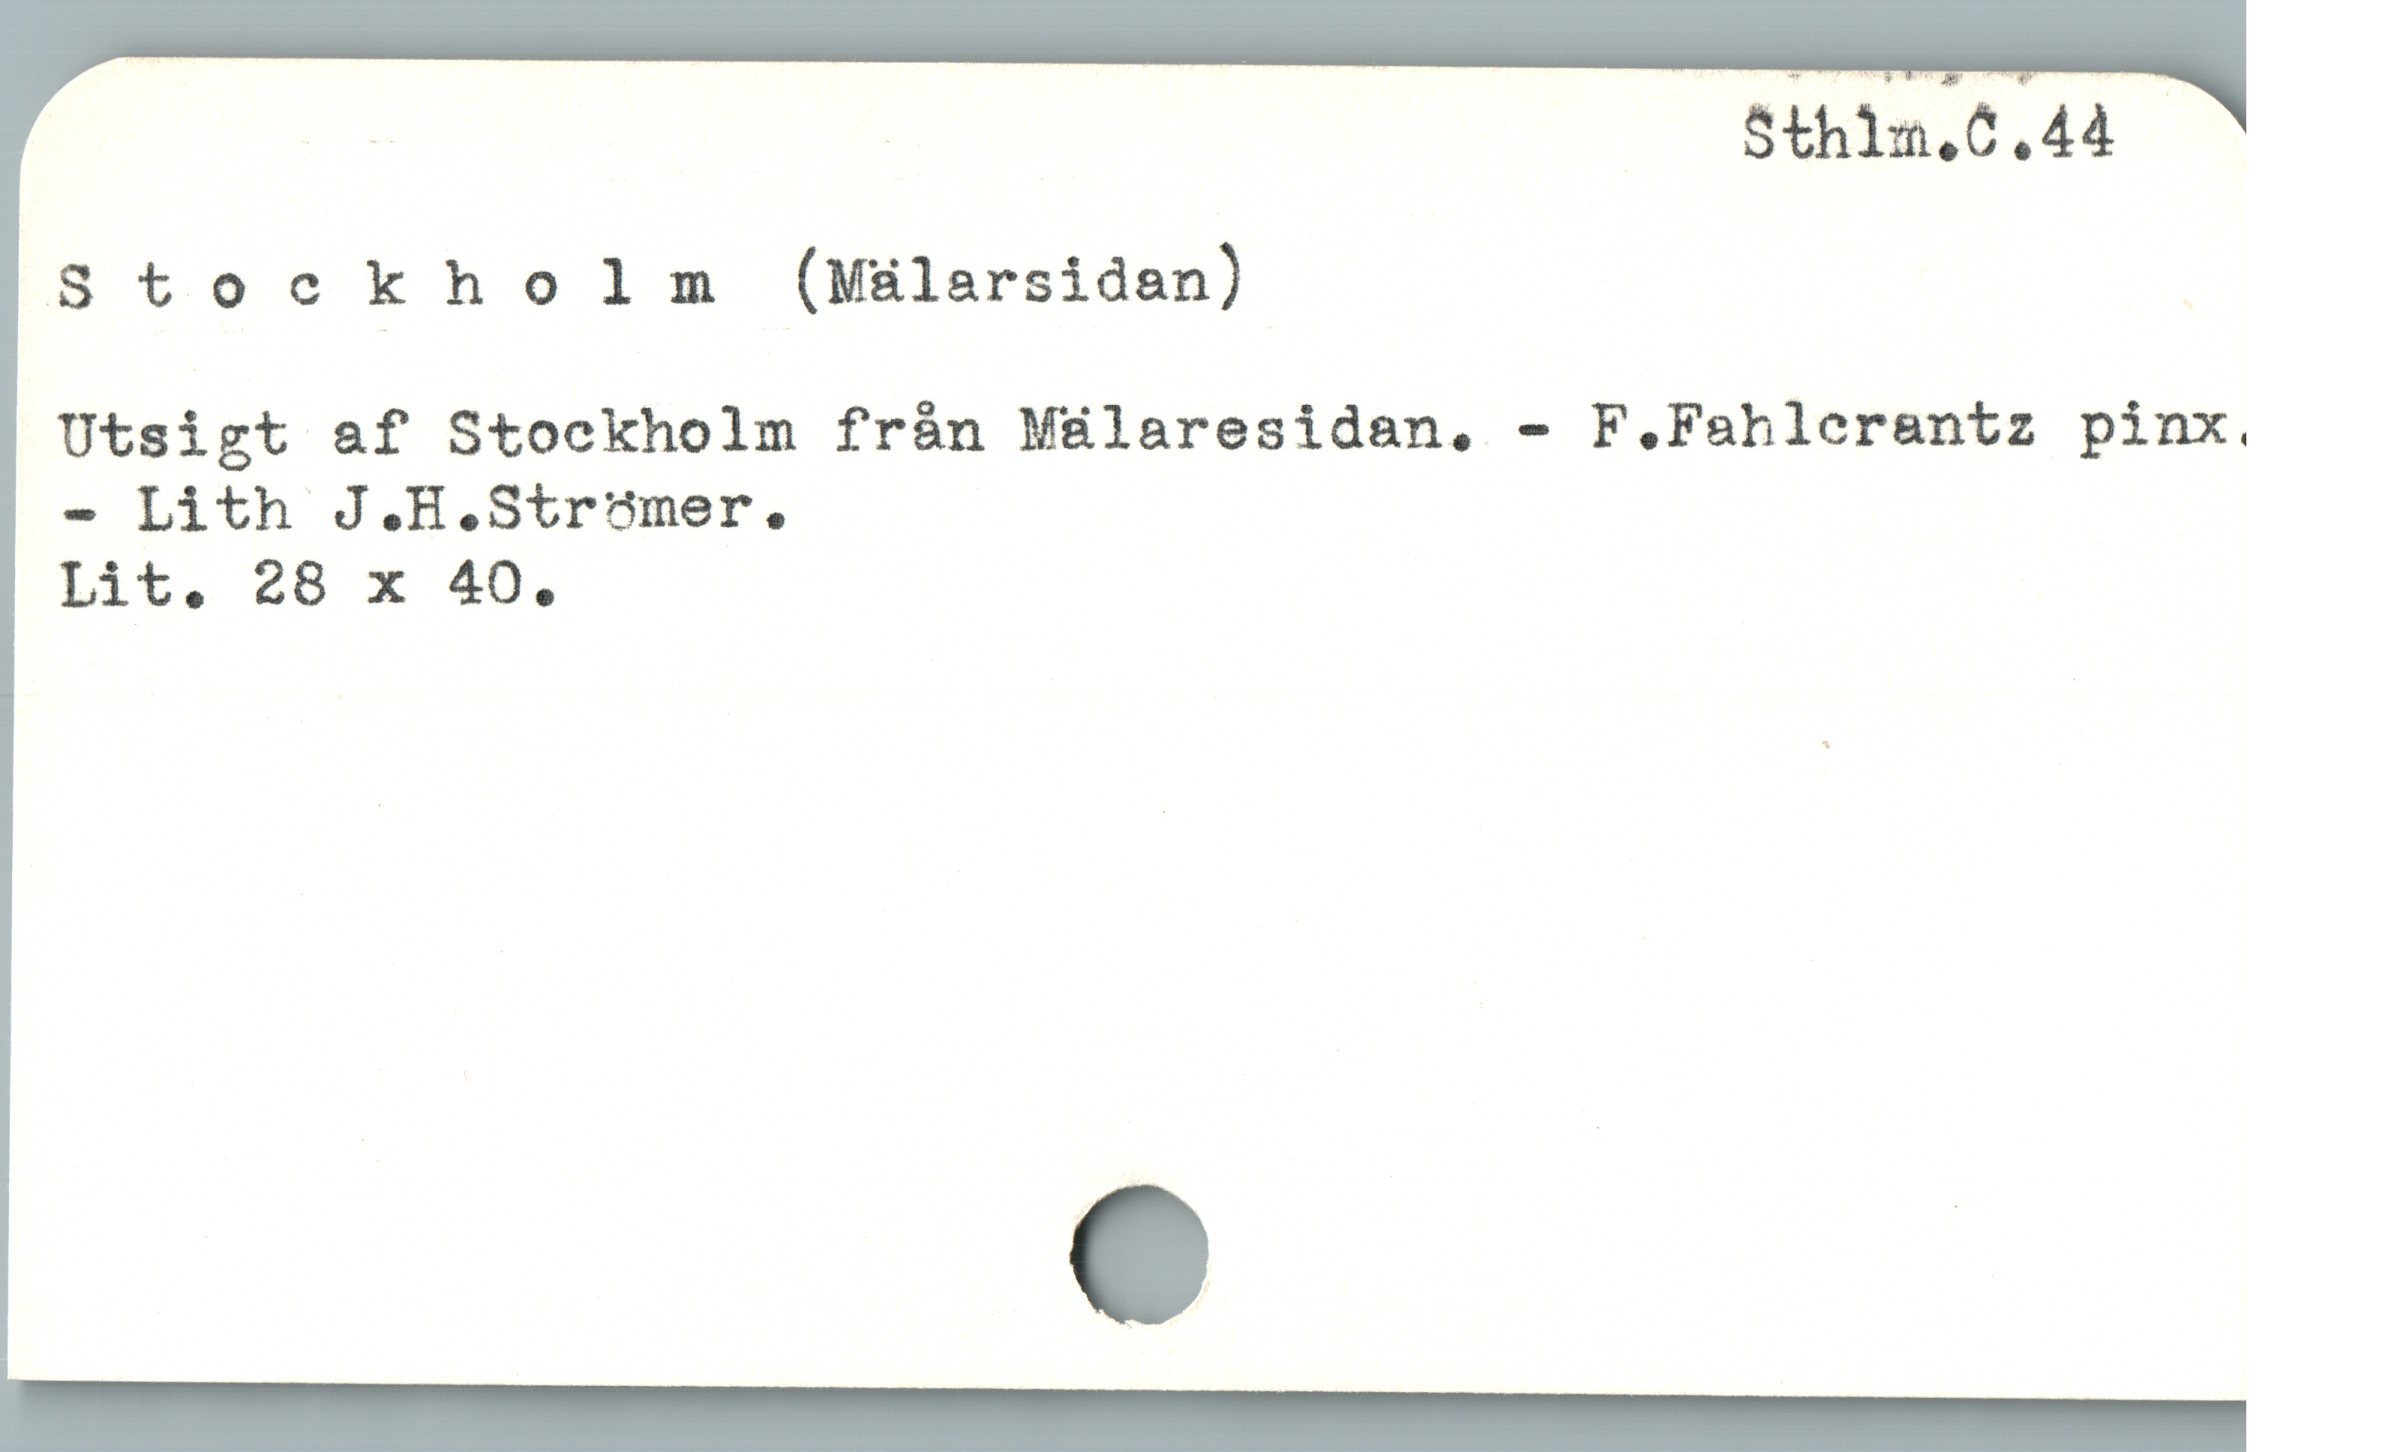 Sthlm.C.44
S t o c k h o l m (Mälarsidan)
Utsigt af Stockholm från Mälaresidan. - F.Fahlcrantz pinx.
- Lith J.H.Strömer.
Lit. 28 x 40.